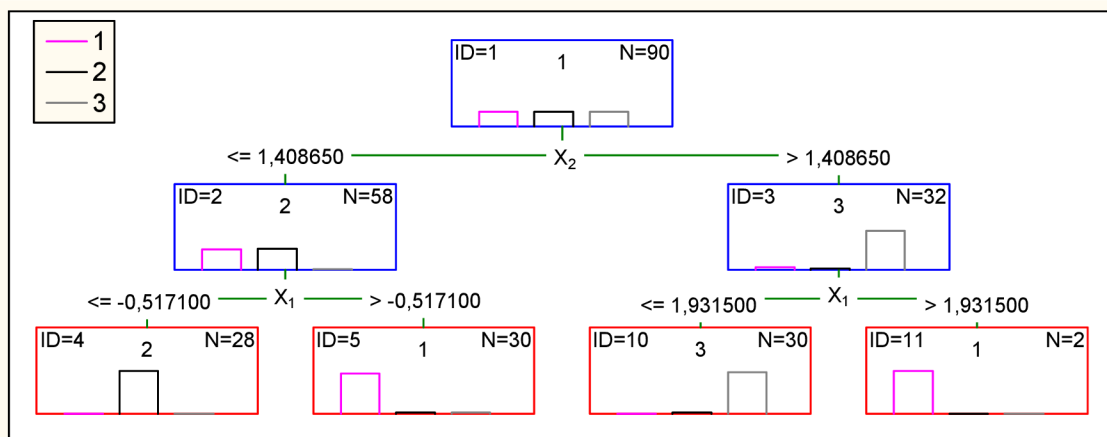 1
2
3
ID=1 N=90
1
<= 1,408650 X₂ > 1,408650
ID=2 N=58
2
ID=3 N=32
3
<= -0,517100 X₁ > -0,517100
<= 1,931500 X₁ > 1,931500
ID=4 N=28
2
ID=5 N=30
1
ID=10 N=30
3
ID=11 N=2
1